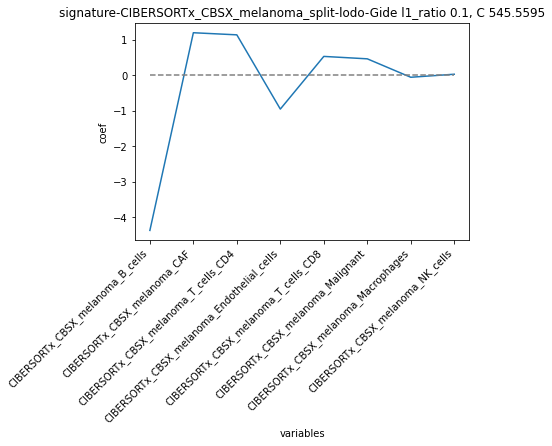 signature-CIBERSORTx_CBSX_melanoma_split-lodo-Gide l1_ratio 0.1, C 545.5595
1
0
−1
−2
−3
−4
coef
CIBERSORTx_CBSX_melanoma_B_cells
CIBERSORTx_CBSX_melanoma_CAF
CIBERSORTx_CBSX_melanoma_T_cells_CD4
CIBERSORTx_CBSX_melanoma_Endothelial_cells
CIBERSORTx_CBSX_melanoma_T_cells_CD8
CIBERSORTx_CBSX_melanoma_Malignant
CIBERSORTx_CBSX_melanoma_Macrophages
CIBERSORTx_CBSX_melanoma_NK_cells
variables